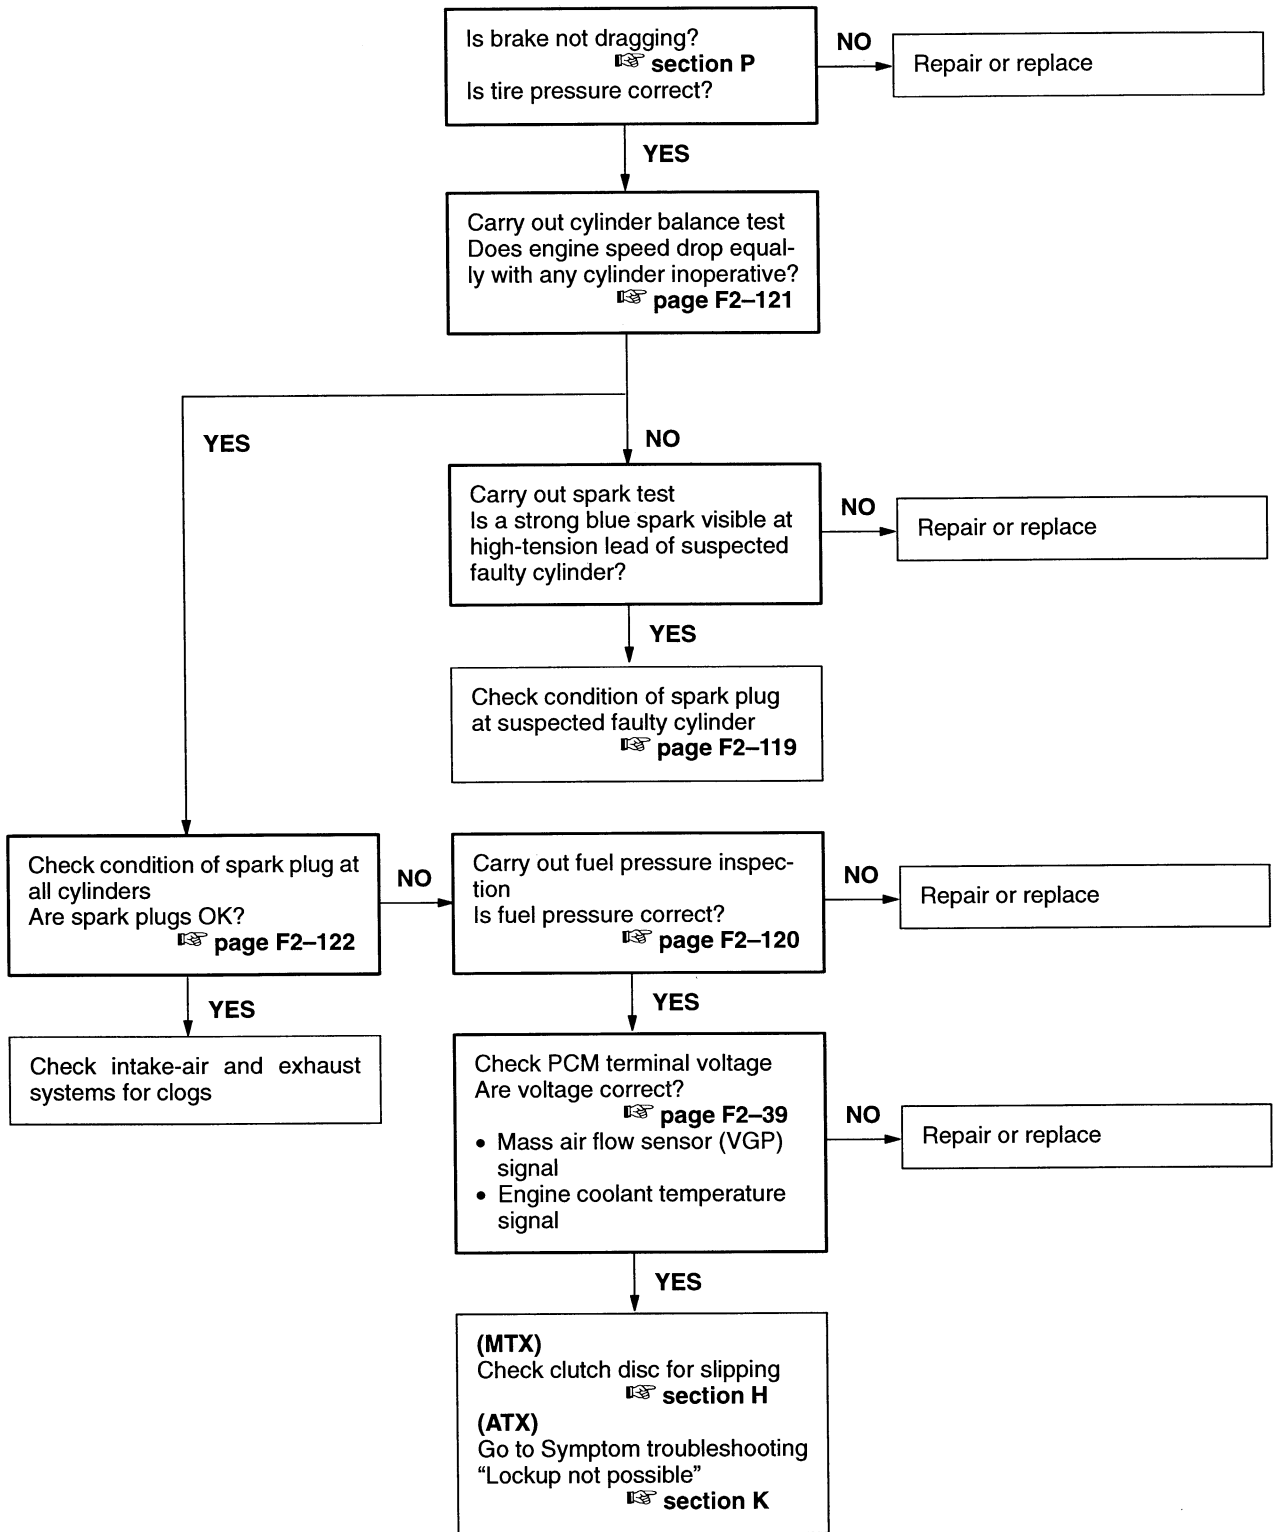 Is brake not dragging?
☞ section P
Is tire pressure correct?
NO
Repair or replace
YES
Carry out cylinder balance test
Does engine speed drop equal-
ly with any cylinder inoperative?
☞ page F2–121
YES
NO
Carry out spark test
Is a strong blue spark visible at
high-tension lead of suspected
faulty cylinder?
NO
Repair or replace
YES
Check condition of spark plug
at suspected faulty cylinder
☞ page F2–119
Check condition of spark plug at
all cylinders
Are spark plugs OK?
☞ page F2–122
NO
Carry out fuel pressure inspec-
tion
Is fuel pressure correct?
☞ page F2–120
NO
Repair or replace
YES
Check intake-air and exhaust
systems for clogs
YES
Check PCM terminal voltage
Are voltage correct?
☞ page F2–39
• Mass air flow sensor (VGP)
signal
• Engine coolant temperature
signal
NO
Repair or replace
YES
(MTX)
Check clutch disc for slipping
☞ section H
(ATX)
Go to Symptom troubleshooting
“Lockup not possible”
☞ section K